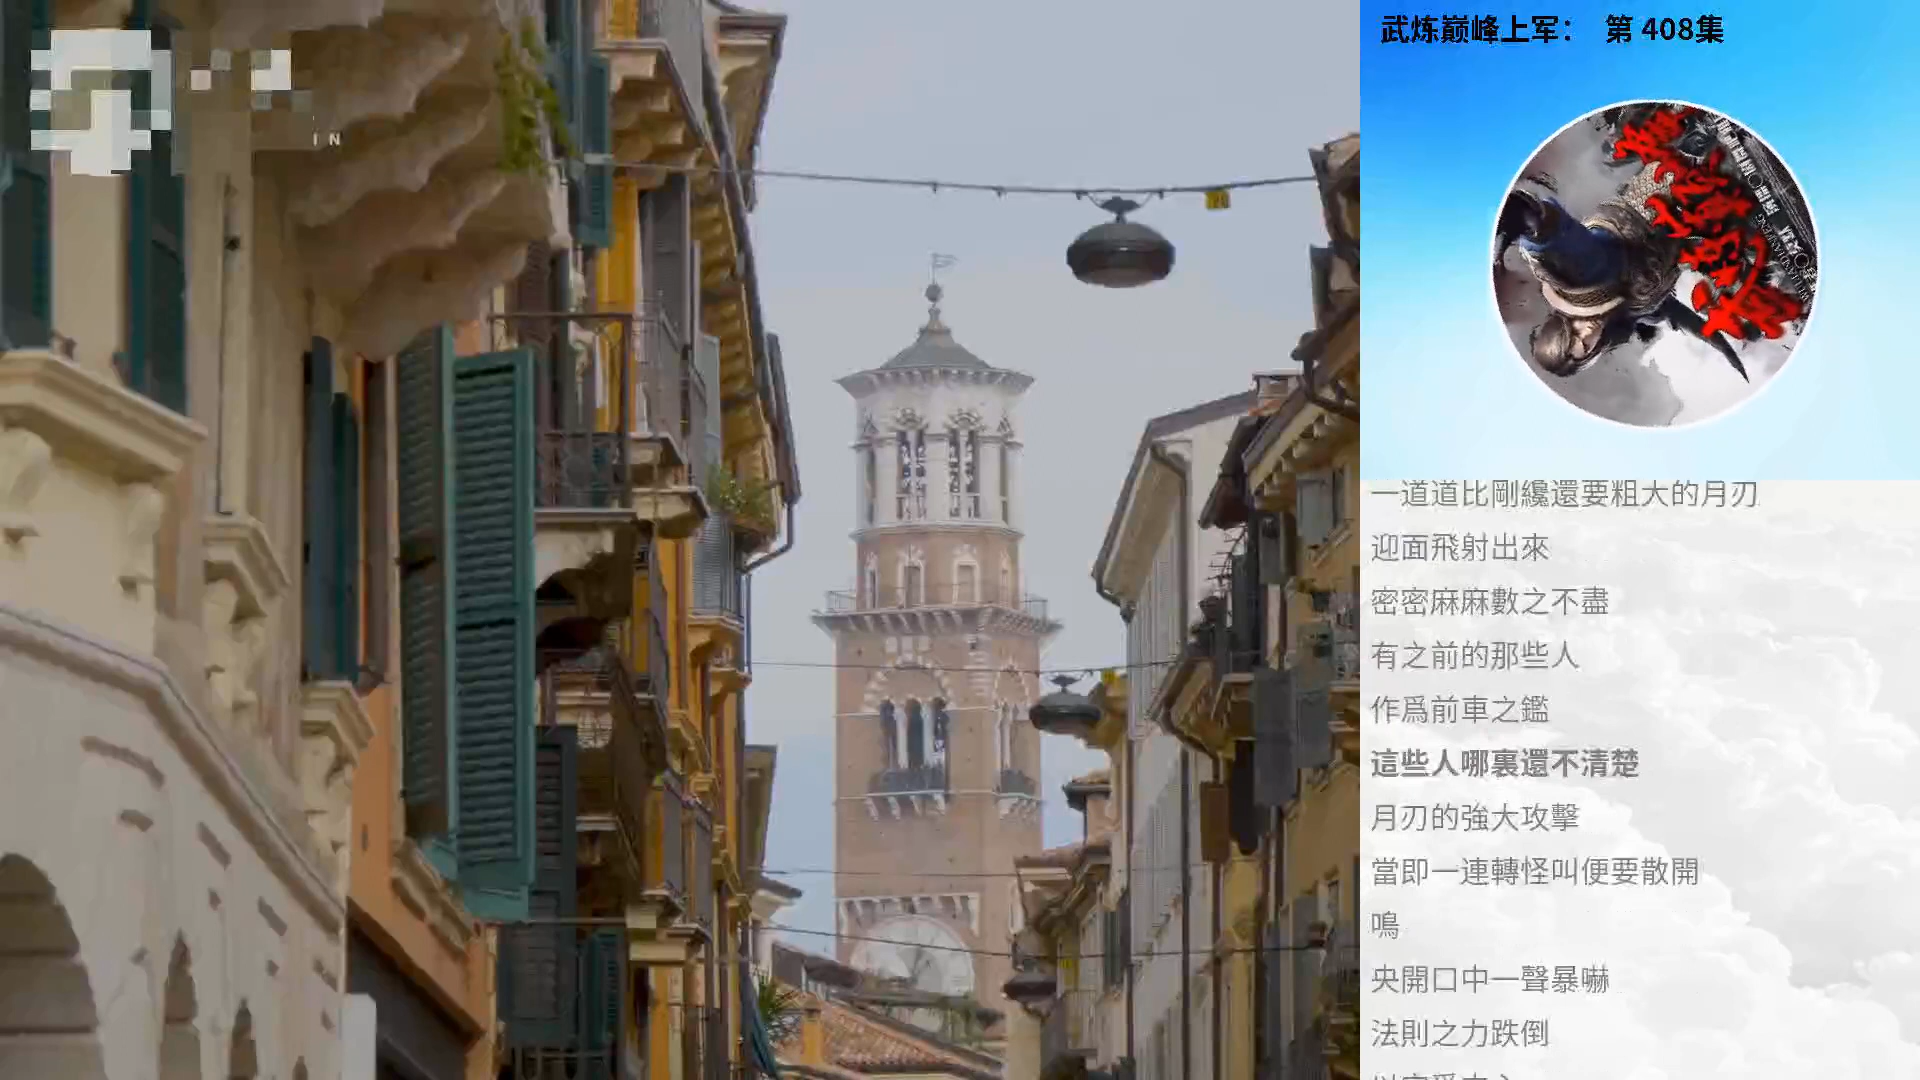 IN
武炼巅峰上军： 第 408集
一道道比剛纔還要粗大的月刃
迎面飛射出來
密密麻麻數之不盡
有之前的那些人
作爲前車之鑑
這些人哪裏還不清楚
月刃的強大攻擊
當即一連轉怪叫便要散開
鳴
央開口中一聲暴嚇
法則之力跌倒